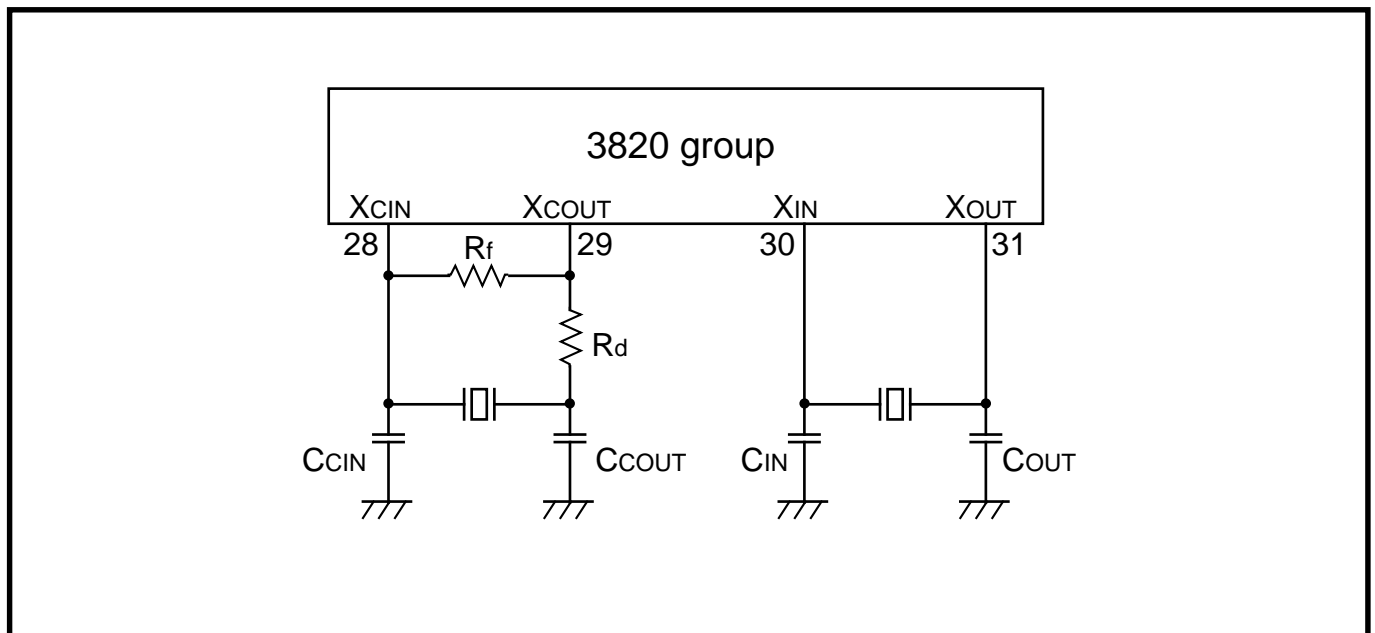 3820 group
XCIN XCOUT XIN XOUT
28 29 30 31
Rf
Rd
CCIN CCOUT CIN COUT